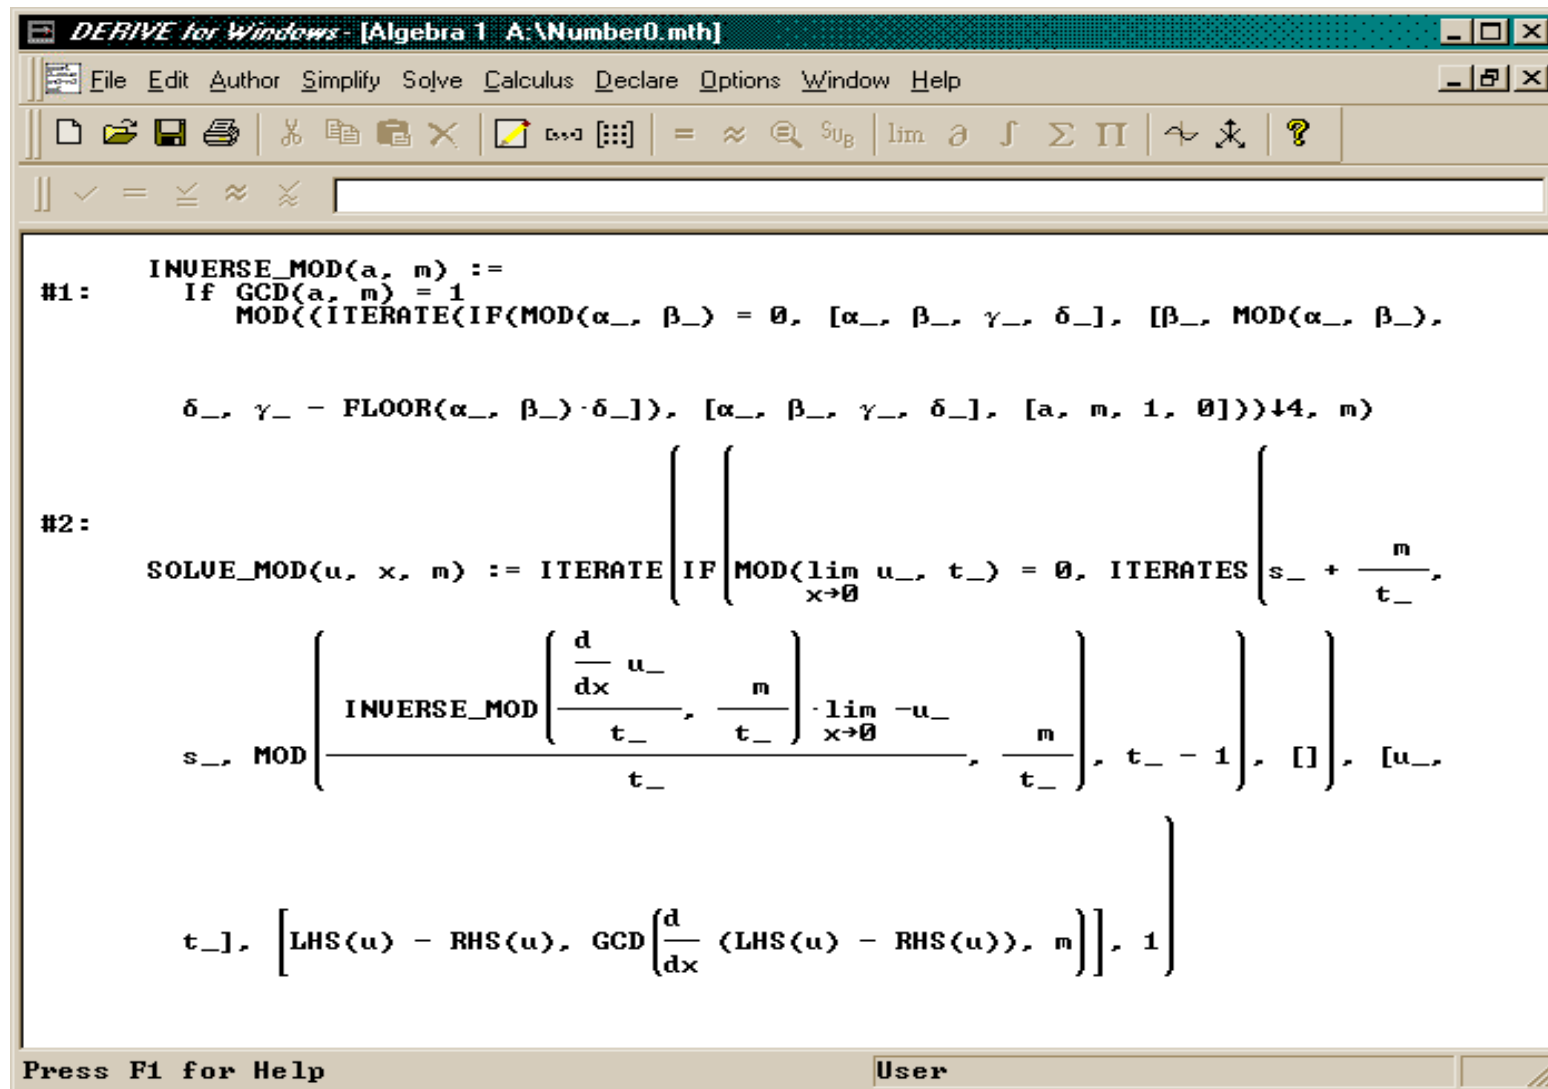 DERIVE for Windows - [Algebra 1 A:\Number0.mth]
File Edit Author Simplify Solve Calculus Declare Options Window Help
= ≈ SUB lim ∂ ∫ Σ Π ?
✓ = ≈
INVERSE_MOD(a, m) :=
#1: If GCD(a, m) = 1
MOD((ITERATE(IF(MOD(α_, β_) = 0, [α_, β_, γ_, δ_], [β_, MOD(α_, β_),
δ_, γ_ - FLOOR(α_, β_)·δ_]), [α_, β_, γ_, δ_], [a, m, 1, 0]))↓4, m)
#2:
SOLVE_MOD(u, x, m) := ITERATE(IF(MOD(lim x→0 u_, t_) = 0, ITERATES(s_ + m/t_,
s_, MOD(INVERSE_MOD(d/dx u_/t_, m/t_)·lim x→0 -u_/t_, m/t_), t_ - 1), []), [u_,
t_], [LHS(u) - RHS(u), GCD(d/dx (LHS(u) - RHS(u)), m)], 1)
Press F1 for Help User